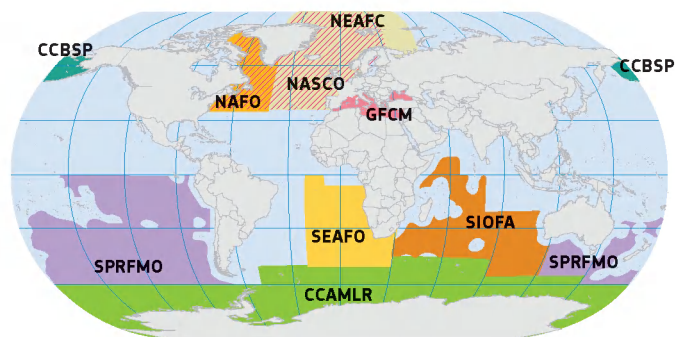 NEAFC
CCBSP
CCBSP
NASCO
NAFO
GFCM
SIOFA
SEAFO
SPRFMO
SPRFMO
CCAMLR